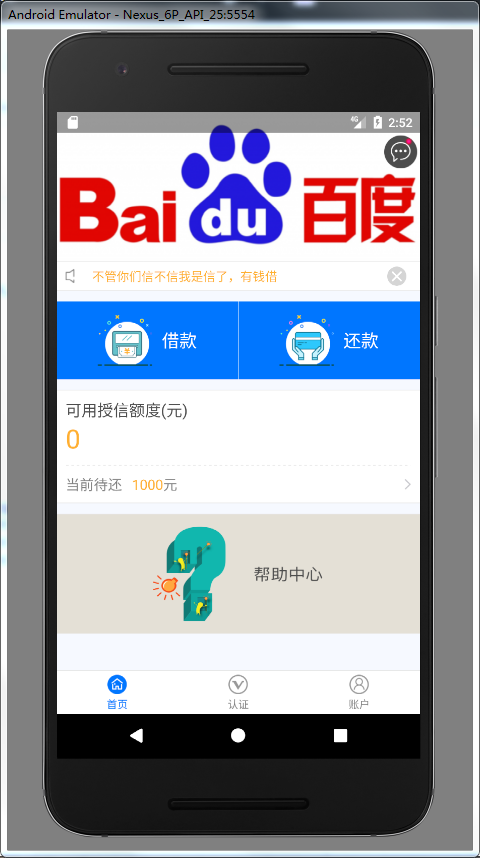 Android Emulator - Nexus_6P_API_25:5554
4G 2:52
Bai du 百度
不管你们信不信我是信了，有钱借
借款 还款
可用授信额度(元)
0
当前待还 1000元
帮助中心
首页 认证 账户